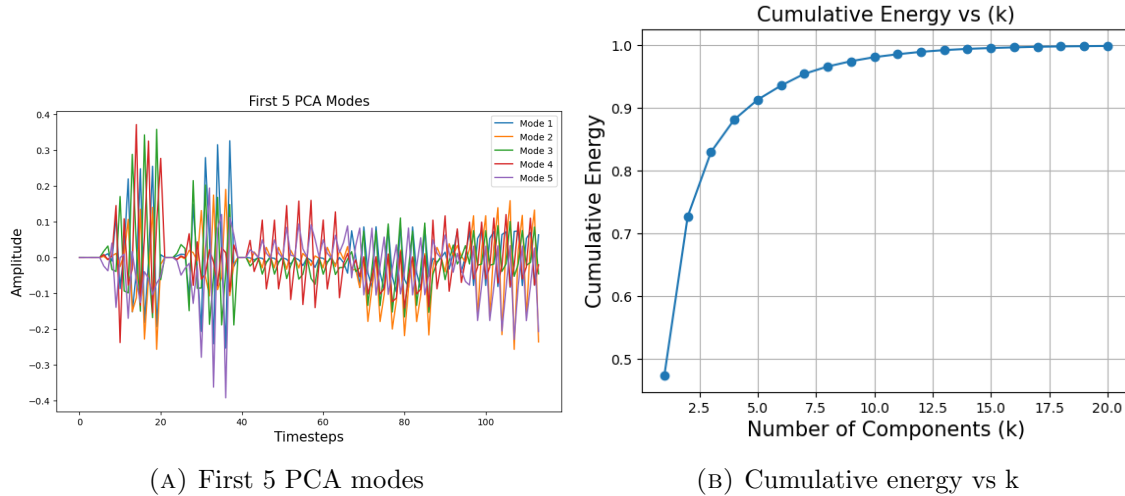 First 5 PCA Modes
0.4
0.3
0.2
0.1
0.0
−0.1
−0.2
−0.3
−0.4
Amplitude
0 20 40 60 80 100
Timesteps
Mode 1
Mode 2
Mode 3
Mode 4
Mode 5
(A) First 5 PCA modes
Cumulative Energy vs (k)
1.0
0.9
0.8
0.7
0.6
0.5
Cumulative Energy
2.5 5.0 7.5 10.0 12.5 15.0 17.5 20.0
Number of Components (k)
(B) Cumulative energy vs k